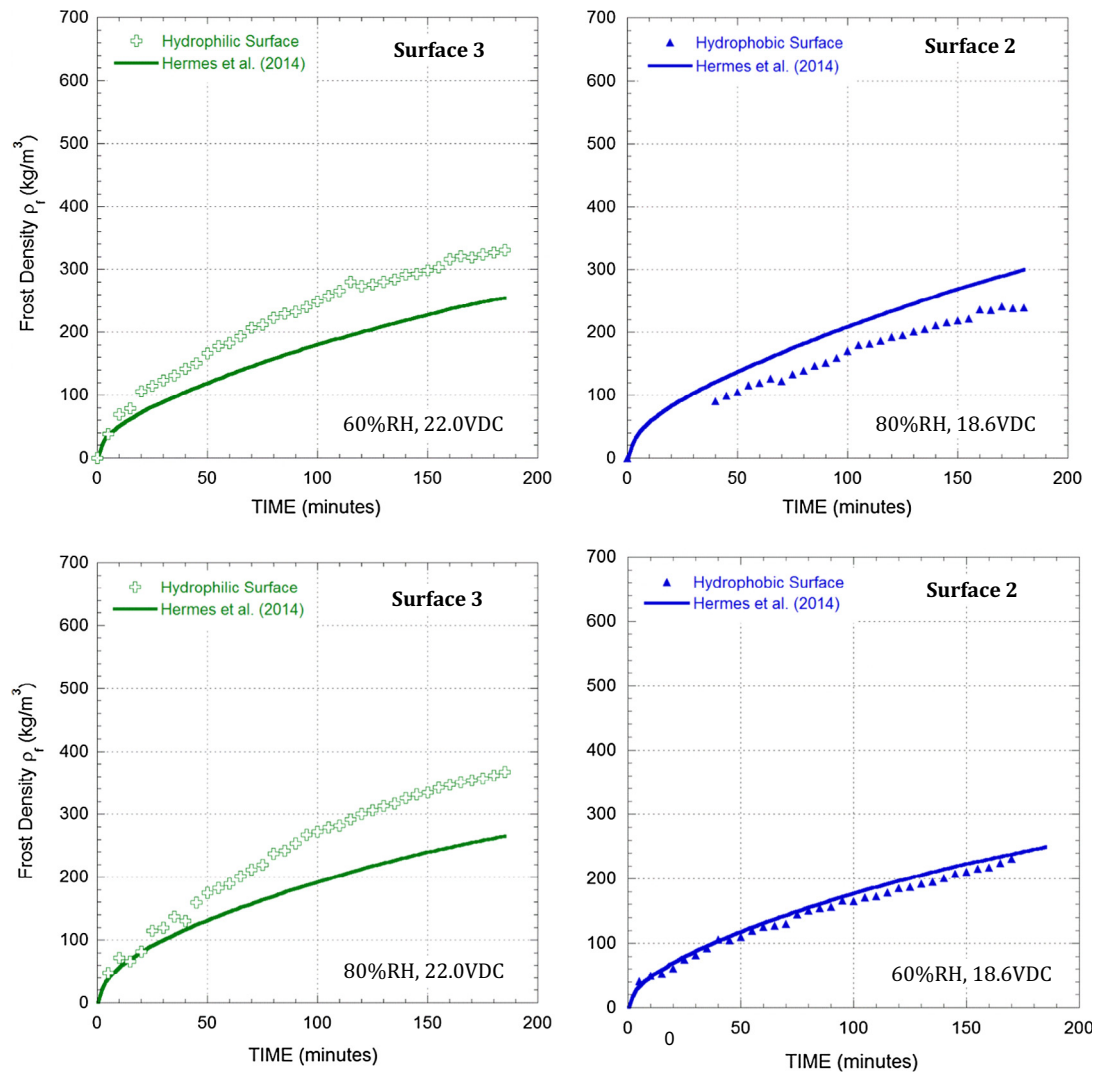 700
Hydrophilic Surface
Surface 3
Hermes et al. (2014)
600
500
400
300
200
100
0
Frost Density ρf (kg/m³)
60%RH, 22.0VDC
0 50 100 150 200
TIME (minutes)
700
Hydrophobic Surface
Surface 2
Hermes et al. (2014)
600
500
400
300
200
100
0
80%RH, 18.6VDC
0 50 100 150 200
TIME (minutes)
700
Hydrophilic Surface
Surface 3
Hermes et al. (2014)
600
500
400
300
200
100
0
Frost Density ρf (kg/m³)
80%RH, 22.0VDC
0 50 100 150 200
TIME (minutes)
700
Hydrophobic Surface
Surface 2
Hermes et al. (2014)
600
500
400
300
200
100
0
60%RH, 18.6VDC
0 50 100 150 200
0
TIME (minutes)